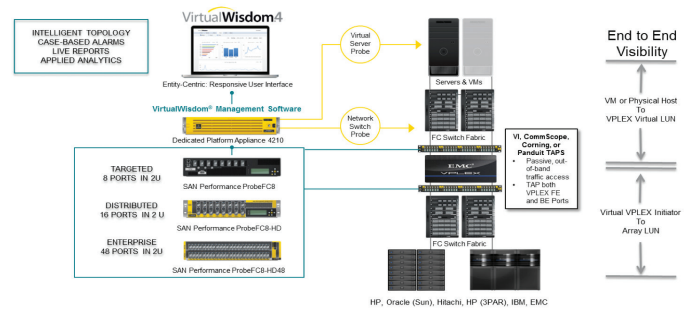 INTELLIGENT TOPOLOGY
CASE-BASED ALARMS
LIVE REPORTS
APPLIED ANALYTICS
VirtualWisdom4
Entity-Centric: Responsive User Interface
VirtualWisdom® Management Software
Dedicated Platform Appliance 4210
TARGETED
8 PORTS IN 2U
SAN Performance ProbeFC8
DISTRIBUTED
16 PORTS IN 2 U
SAN Performance ProbeFC8-HD
ENTERPRISE
48 PORTS IN 2U
SAN Performance ProbeFC8-HD48
Virtual
Server
Probe
Network
Switch
Probe
Servers & VMs
FC Switch Fabric
EMC²
VPLEX
FC Switch Fabric
HP, Oracle (Sun), Hitachi, HP (3PAR), IBM, EMC
VI, CommScope,
Corning, or
Panduit TAPS
• Passive, out-
of-band
traffic access
• TAP both
VPLEX FE
and BE Ports
End to End
Visibility
VM or Physical Host
To
VPLEX Virtual LUN
Virtual VPLEX Initiator
To
Array LUN